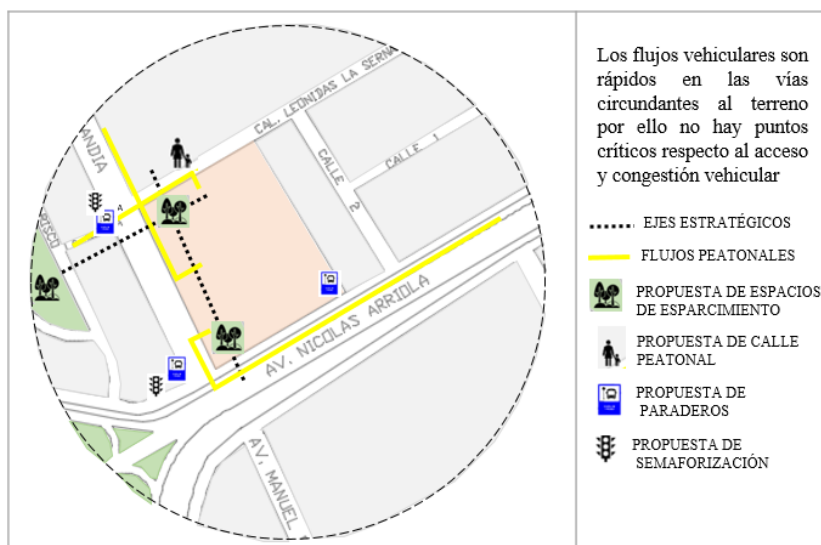 CAL. LEONIDAS LA SERNA
ANDIA
CALLE 2
CALLE 1
RISCO
AV. NICOLAS ARRIOLA
AV. MANUEL
Los flujos vehiculares son
rápidos en las vías
circundantes al terreno
por ello no hay puntos
críticos respecto al acceso
y congestión vehicular
EJES ESTRATÉGICOS
FLUJOS PEATONALES
PROPUESTA DE ESPACIOS
DE ESPARCIMIENTO
PROPUESTA DE CALLE
PEATONAL
PROPUESTA DE
PARADEROS
PROPUESTA DE
SEMAFORIZACIÓN